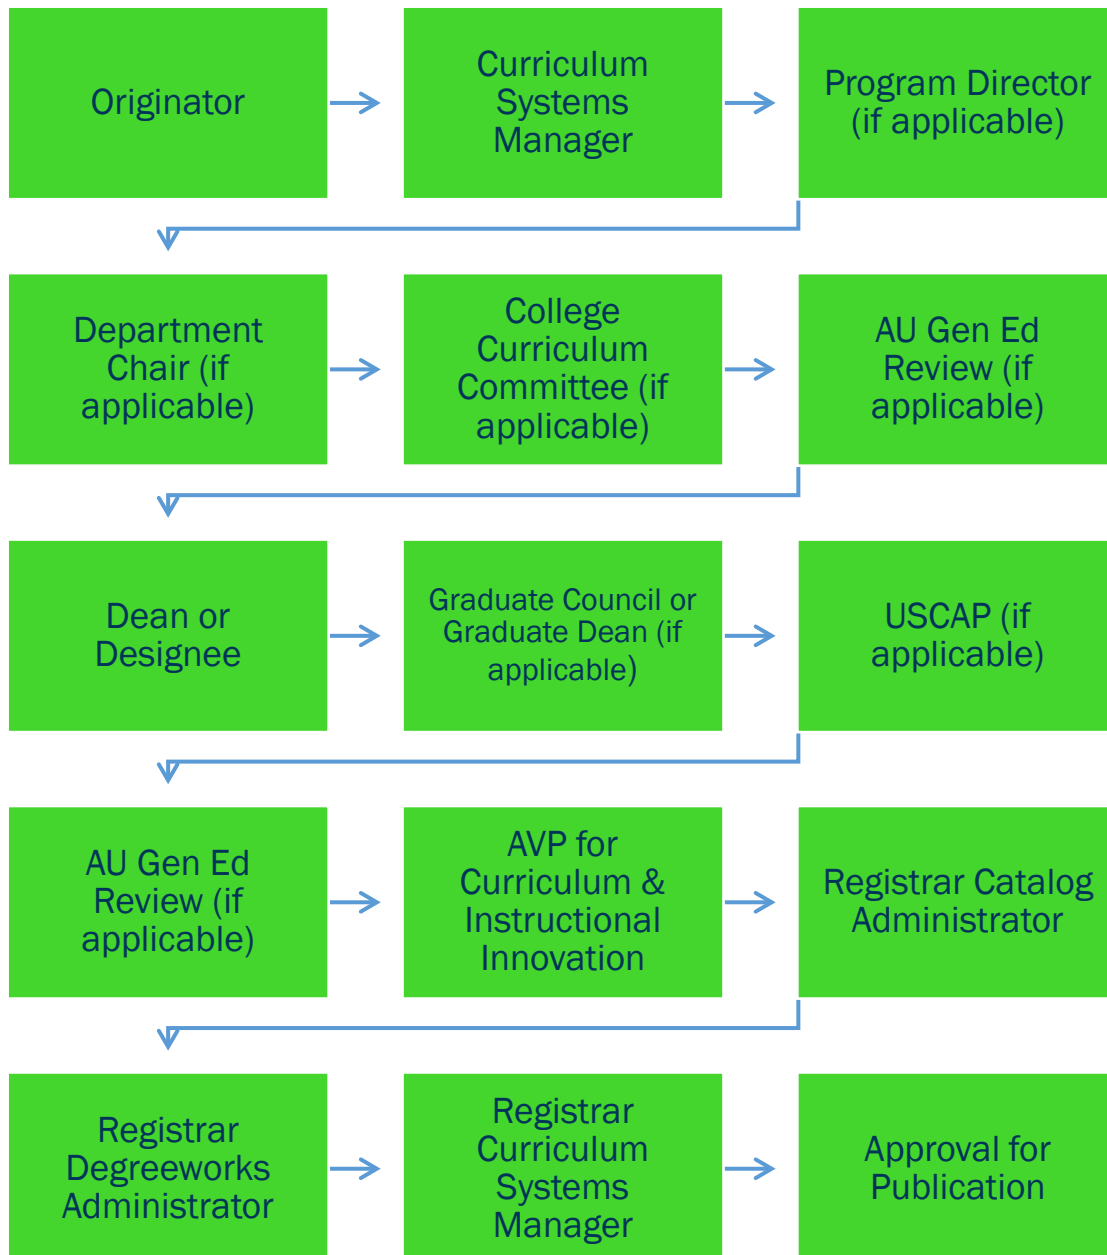 Originator
Curriculum
Systems
Manager
Program Director
(if applicable)
Department
Chair (if
applicable)
College
Curriculum
Committee (if
applicable)
AU Gen Ed
Review (if
applicable)
Dean or
Designee
Graduate Council or
Graduate Dean (if
applicable)
USCAP (if
applicable)
AU Gen Ed
Review (if
applicable)
AVP for
Curriculum &
Instructional
Innovation
Registrar Catalog
Administrator
Registrar
Degreeworks
Administrator
Registrar
Curriculum
Systems
Manager
Approval for
Publication